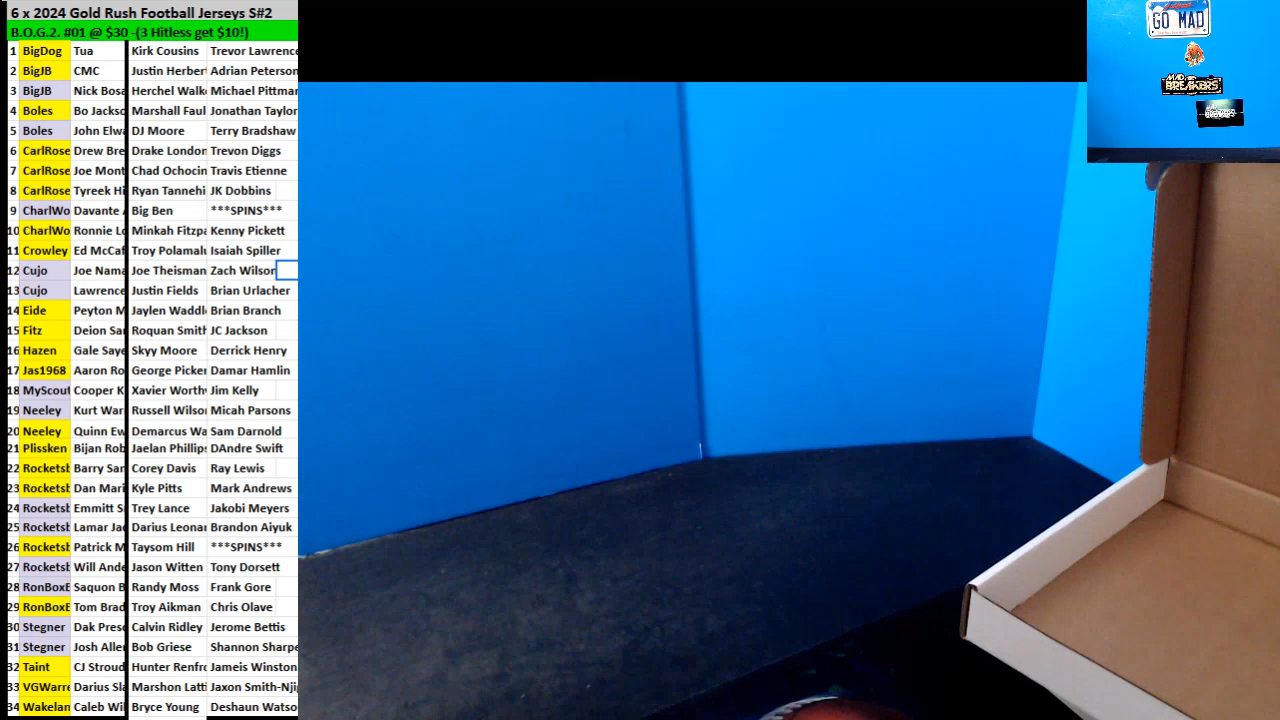 6 x 2024 Gold Rush Football Jerseys S#2
B.O.G.2. #01 @ $30 -(3 Hitless get $10!)
1 BigDog Tua Kirk Cousins Trevor Lawrence
2 BigJB CMC Justin Herbert Adrian Peterson
3 BigJB Nick Bosa Herchel Walk Michael Pittman
4 Boles Bo Jackso Marshall Faul Jonathan Taylor
5 Boles John Elwa DJ Moore Terry Bradshaw
6 CarlRose Drew Bre Drake London Trevon Diggs
7 CarlRose Joe Mont Chad Ochocin Travis Etienne
8 CarlRose Tyreek Hi Ryan Tannehi JK Dobbins
9 CharlWo Davante Big Ben ***SPINS***
10 CharlWo Ronnie Lo Minkah Fitzpa Kenny Pickett
11 Crowley Ed McCaf Troy Polamalu Isaiah Spiller
12 Cujo Joe Nama Joe Theisman Zach Wilson
13 Cujo Lawrence Justin Fields Brian Urlacher
14 Eide Peyton M Jaylen Waddl Brian Branch
15 Fitz Deion San Roquan Smith JC Jackson
16 Hazen Gale Saye Skyy Moore Derrick Henry
17 Jas1968 Aaron Ro George Picken Damar Hamlin
18 MyScout Cooper K Xavier Worthy Jim Kelly
19 Neeley Kurt War Russell Wilson Micah Parsons
20 Neeley Quinn Ew Demarcus Wa Sam Darnold
21 Plissken Bijan Rob Jaelan Phillips DAndre Swift
22 Rocketsb Barry San Corey Davis Ray Lewis
23 Rocketsb Dan Mari Kyle Pitts Mark Andrews
24 Rocketsb Emmitt S Trey Lance Jakobi Meyers
25 Rocketsb Lamar Jac Darius Leonar Brandon Aiyuk
26 Rocketsb Patrick M Taysom Hill ***SPINS***
27 Rocketsb Will Ande Jason Witten Tony Dorsett
28 RonBoxE Saquon B Randy Moss Frank Gore
29 RonBoxE Tom Brad Troy Aikman Chris Olave
30 Stegner Dak Presc Calvin Ridley Jerome Bettis
31 Stegner Josh Allen Bob Griese Shannon Sharpe
32 Taint CJ Stroud Hunter Renfro Jameis Winston
33 VGWarre Darius Sla Marshon Latti Jaxon Smith-Njig
34 Wakelan Caleb Wil Bryce Young Deshaun Watso
GO MAD
MAD
BREAKERS